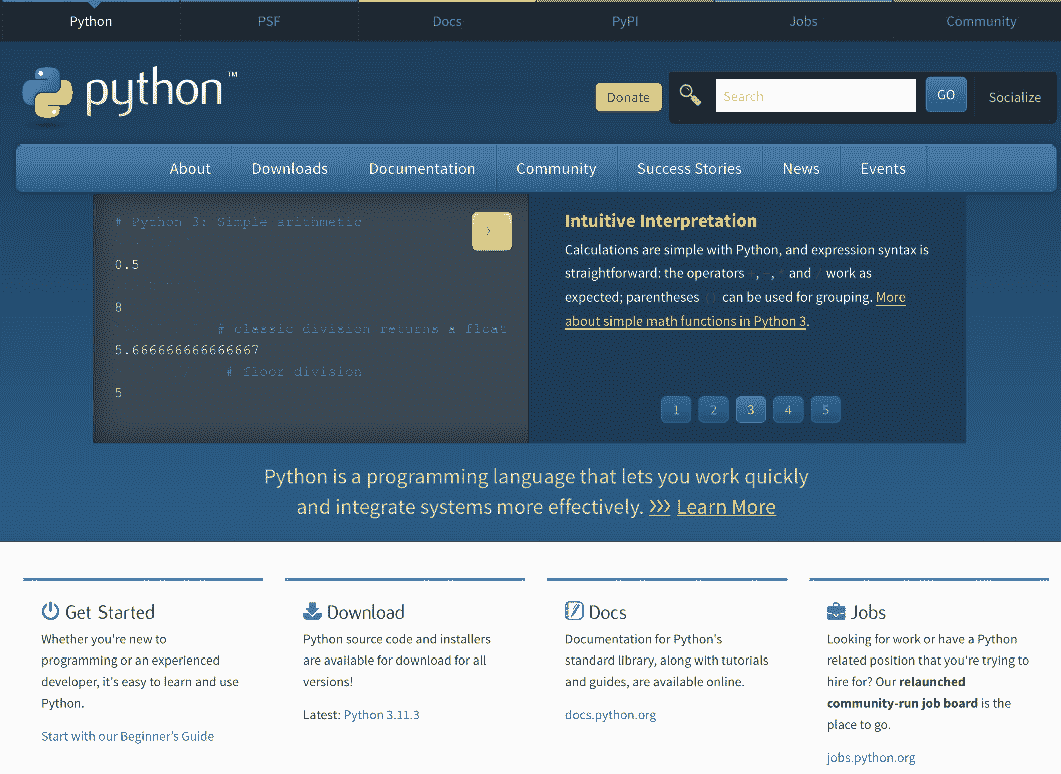 Python PSF Docs PyPI Jobs Community
python™
Donate Search GO Socialize
About Downloads Documentation Community Success Stories News Events
# Python 3: Simple arithmetic
0.5
8
# classic division returns a float
5.666666666666667
# floor division
5
Intuitive Interpretation
Calculations are simple with Python, and expression syntax is
straightforward: the operators , , and work as
expected; parentheses () can be used for grouping. More
about simple math functions in Python 3.
1 2 3 4 5
Python is a programming language that lets you work quickly
and integrate systems more effectively. >>> Learn More
Get Started
Whether you're new to
programming or an experienced
developer, it's easy to learn and use
Python.
Start with our Beginner's Guide
Download
Python source code and installers
are available for download for all
versions!
Latest: Python 3.11.3
Docs
Documentation for Python's
standard library, along with tutorials
and guides, are available online.
docs.python.org
Jobs
Looking for work or have a Python
related position that you're trying to
hire for? Our relaunched
community-run job board is the
place to go.
jobs.python.org